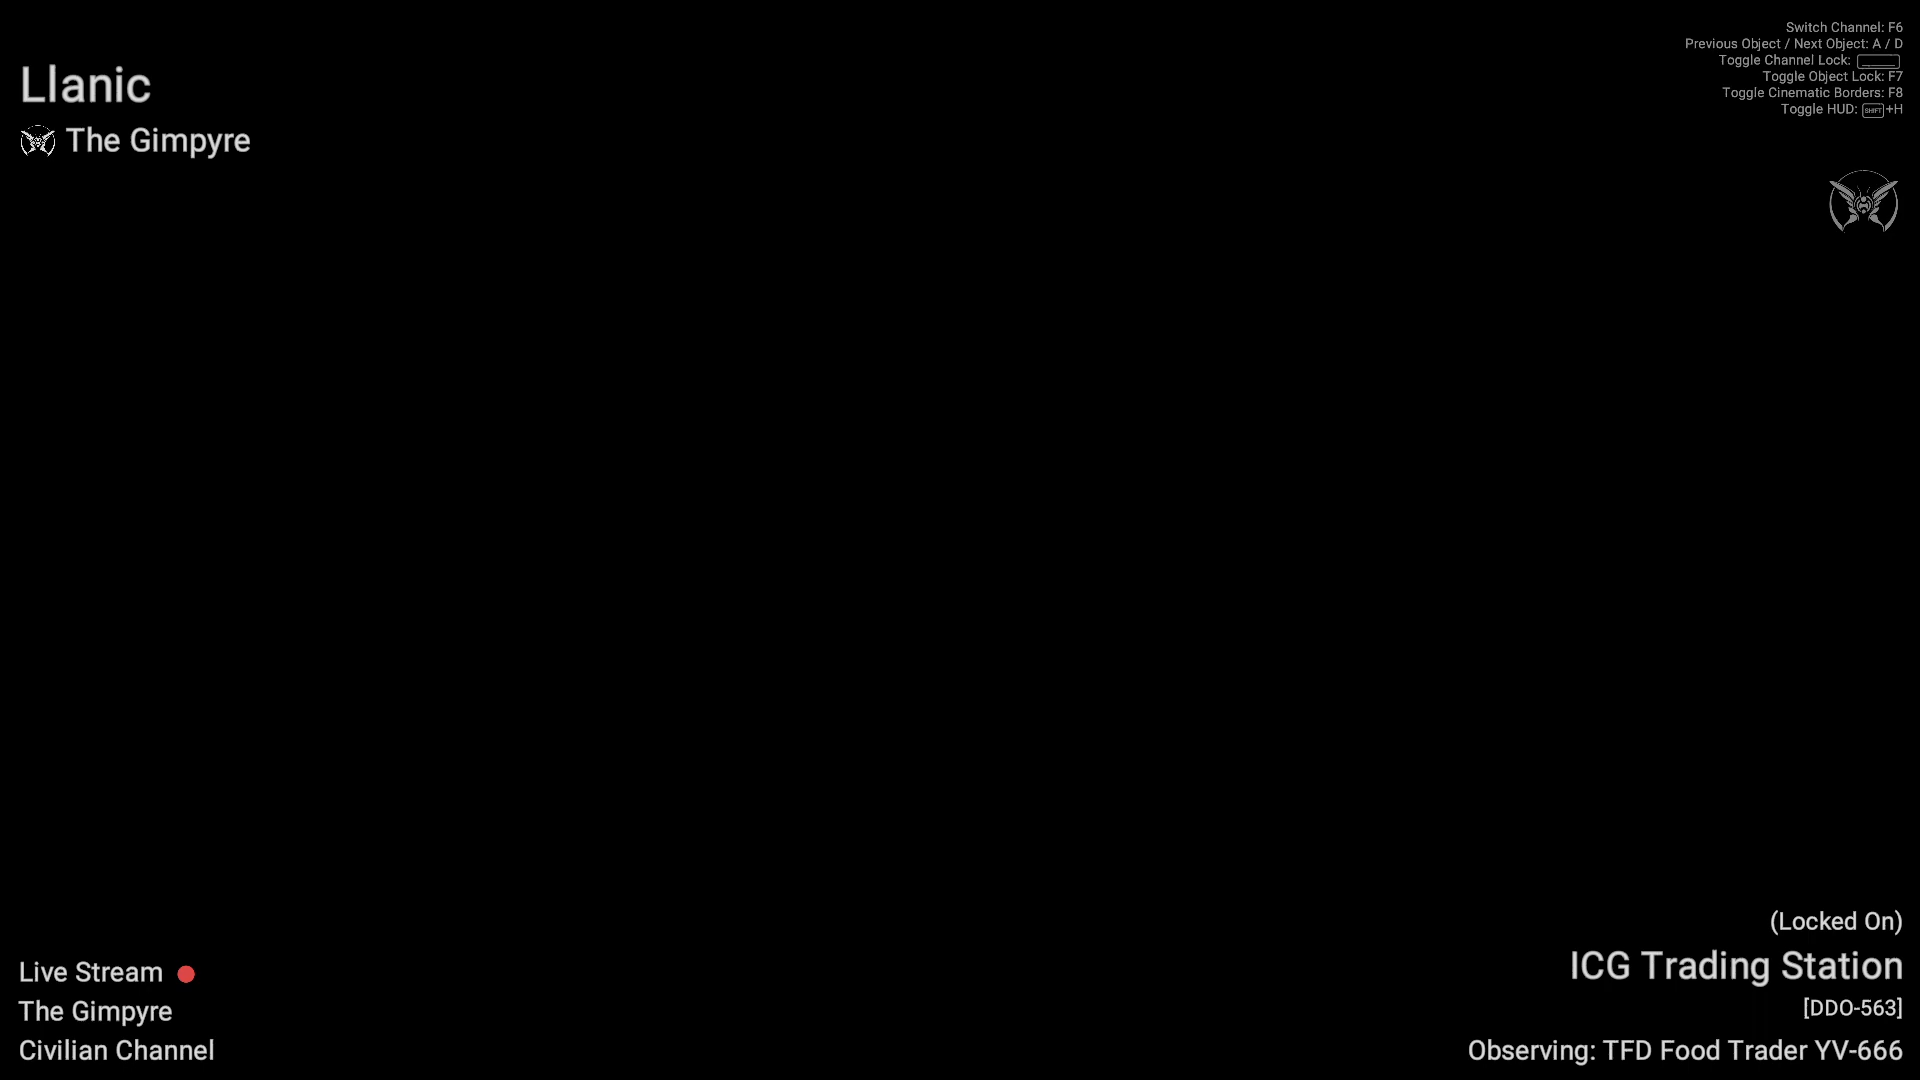 Switch Channel: F6
Previous Object / Next Object: A / D
Toggle Channel Lock:
Toggle Object Lock: F7
Toggle Cinematic Borders: F8
Toggle HUD: SHIFT+H
Llanic
The Gimpyre
(Locked On)
ICG Trading Station
[DDO-563]
Observing: TFD Food Trader YV-666
Live Stream
The Gimpyre
Civilian Channel